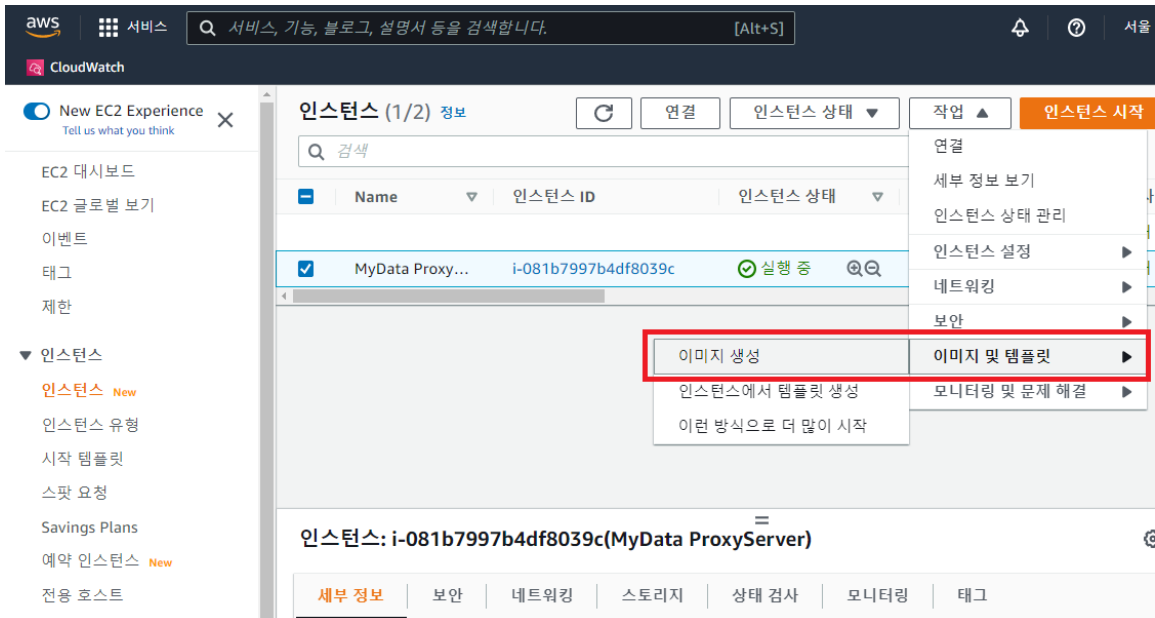 aws 서비스 서비스, 기능, 블로그, 설명서 등을 검색합니다. [Alt+S] 서울
CloudWatch
New EC2 Experience
Tell us what you think
EC2 대시보드
EC2 글로벌 보기
이벤트
태그
제한
인스턴스
인스턴스 New
인스턴스 유형
시작 템플릿
스팟 요청
Savings Plans
예약 인스턴스 New
전용 호스트
인스턴스 (1/2) 정보 연결 인스턴스 상태 작업 인스턴스 시작
검색
Name 인스턴스 ID 인스턴스 상태
MyData Proxy... i-081b7997b4df8039c 실행 중
연결
세부 정보 보기
인스턴스 상태 관리
인스턴스 설정
네트워킹
보안
이미지 및 템플릿
모니터링 및 문제 해결
이미지 생성
인스턴스에서 템플릿 생성
이런 방식으로 더 많이 시작
인스턴스: i-081b7997b4df8039c(MyData ProxyServer)
세부 정보 보안 네트워킹 스토리지 상태 검사 모니터링 태그